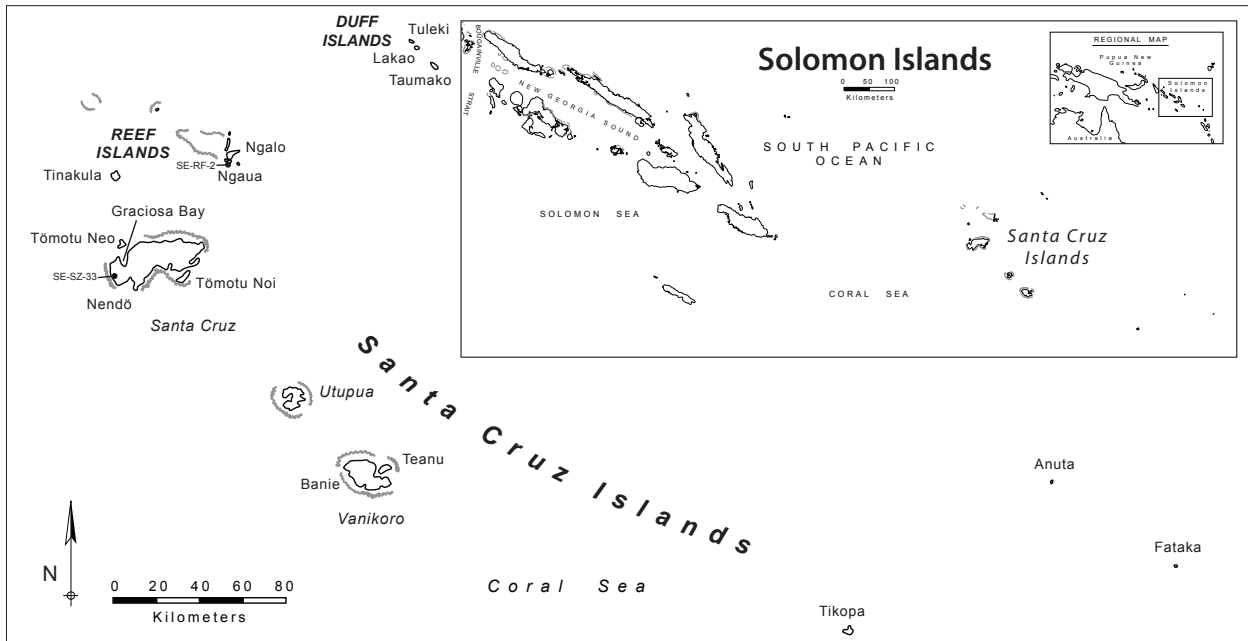 DUFF
ISLANDS
Tuleki
Lakao
Taumako
REEF
ISLANDS
SE-RF-2
Ngalo
Ngaua
Tinakula
Graciosa Bay
Tömotu Neo
SE-SZ-33
Tömotu Noi
Nendö
Santa Cruz
Utupua
Teanu
Banie
Vanikoro
Santa Cruz Islands
Anuta
Fataka
Tikopa
Coral Sea
N
0 20 40 60 80
Kilometers
Solomon Islands
0 50 100
Kilometers
BOUGAINVILLE
STRAIT
NEW GEORGIA SOUND
SOUTH PACIFIC
OCEAN
SOLOMON SEA
Santa Cruz
Islands
CORAL SEA
REGIONAL MAP
Pupua New
Guinea
Solomon
Islands
Australia